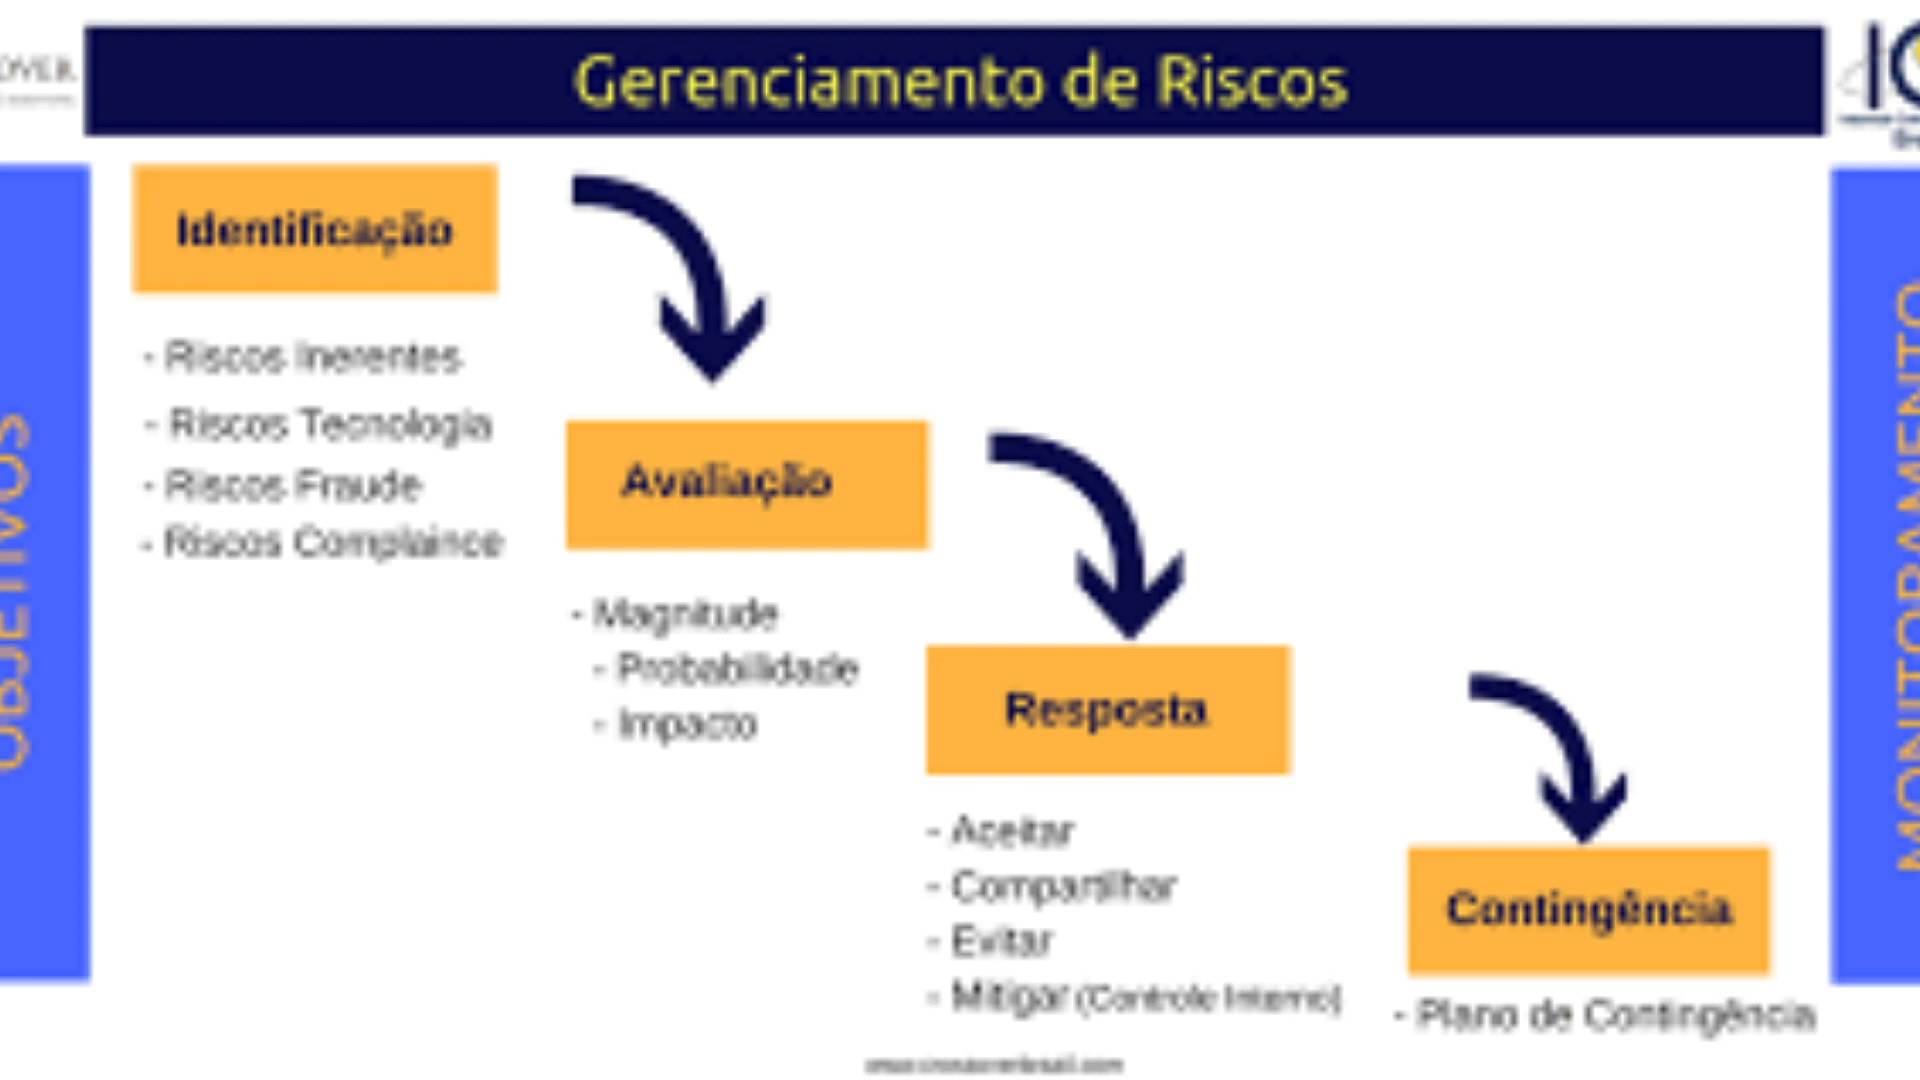 OVER
Gerenciamento de Riscos
OBJETIVOS
Identificação
- Riscos Inerentes
- Riscos Tecnologia
- Riscos Fraude
- Riscos Complaince
Avaliação
- Magnitude
- Probabilidade
- Impacto
Resposta
- Aceitar
- Compartilhar
- Evitar
- Mitigar (Controle Interno)
Contingência
- Plano de Contingência
MONITORAMENTO